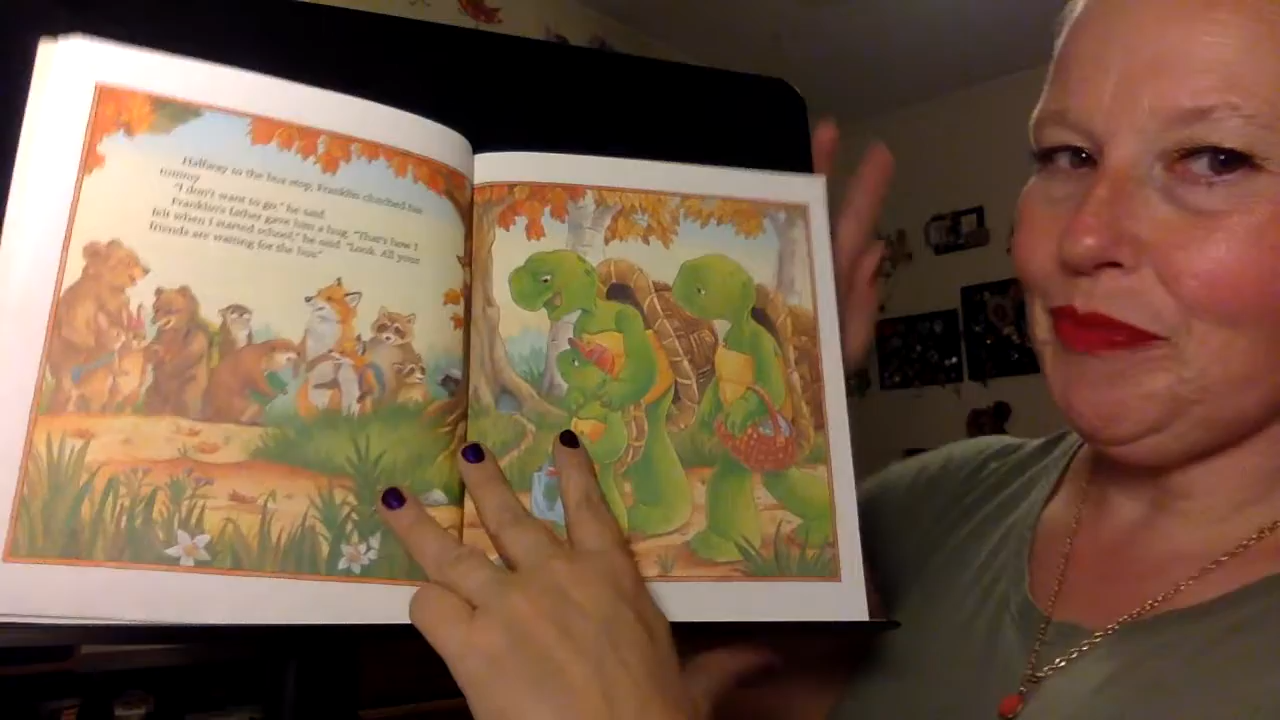 Halfway to the bus stop, Franklin clutched his
tummy.
"I don't want to go," he said.
Franklin's father gave him a hug. "That's how I
felt when I started school," he said. "Look. All your
friends are waiting for the bus."